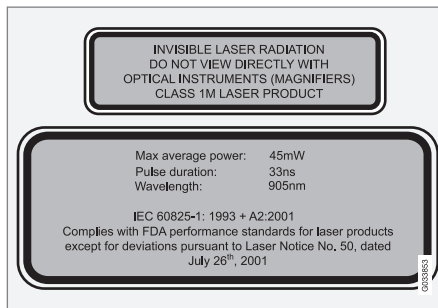 INVISIBLE LASER RADIATION
DO NOT VIEW DIRECTLY WITH
OPTICAL INSTRUMENTS (MAGNIFIERS)
CLASS 1M LASER PRODUCT
Max average power: 45mW
Pulse duration: 33ns
Wavelength: 905nm
IEC 60825-1: 1993 + A2:2001
Complies with FDA performance standards for laser products
except for deviations pursuant to Laser Notice No. 50, dated
July 26th, 2001
G033853